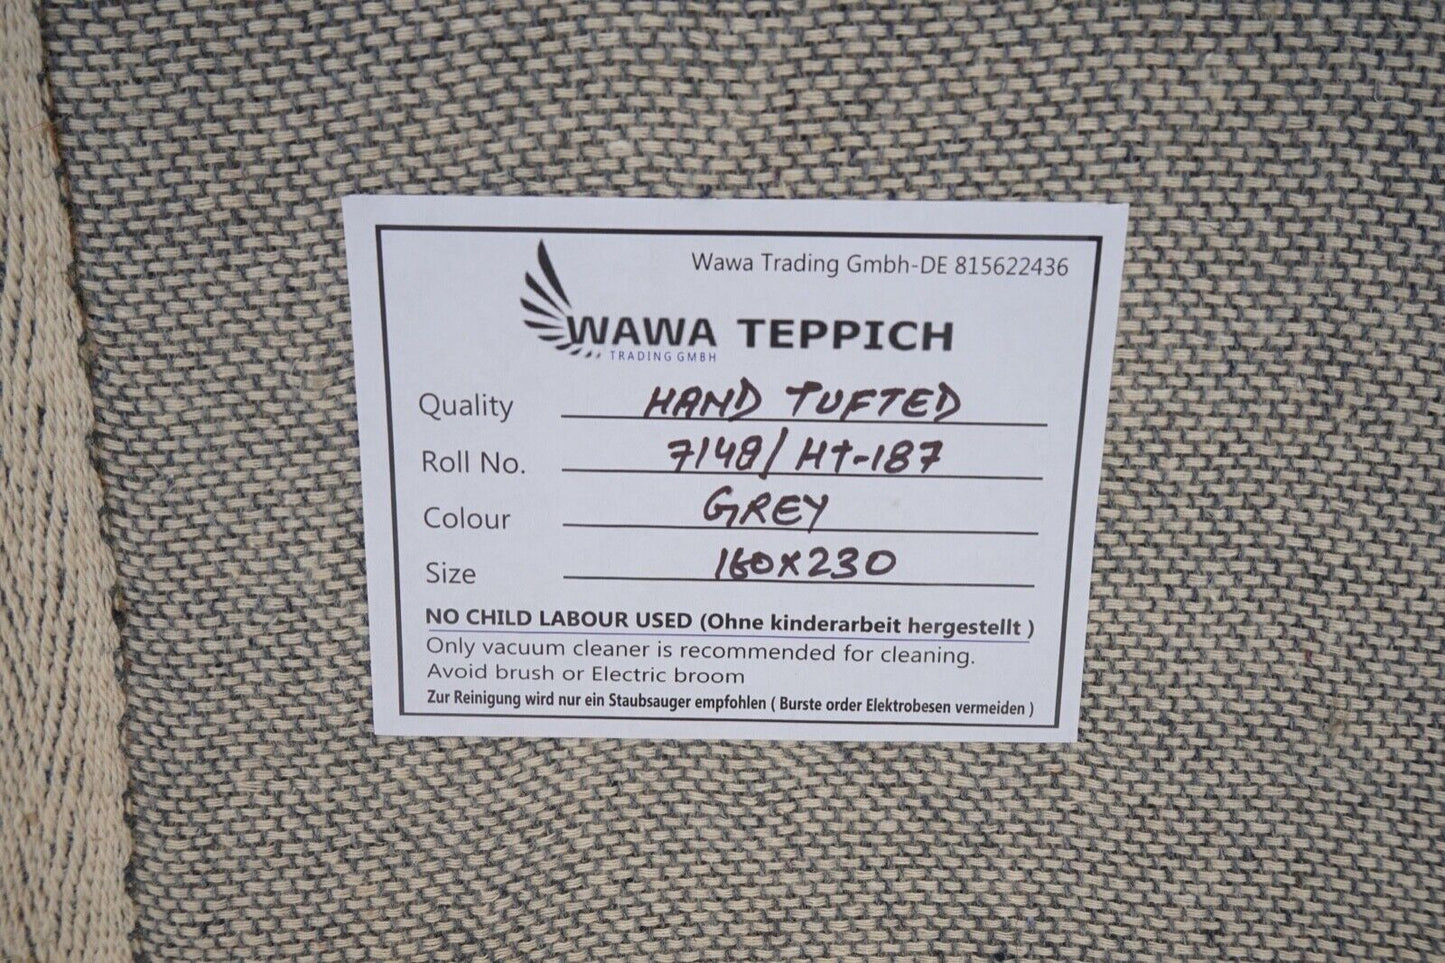 Wawa Trading Gmbh-DE 815622436
WAWA TEPPICH
TRADING GMBH
Quality HAND TUFTED
Roll No. 7148/HT-187
Colour GREY
Size 160X230
NO CHILD LABOUR USED (Ohne kinderarbeit hergestellt )
Only vacuum cleaner is recommended for cleaning.
Avoid brush or Electric broom
Zur Reinigung wird nur ein Staubsauger empfohlen ( Burste order Elektrobesen vermeiden )